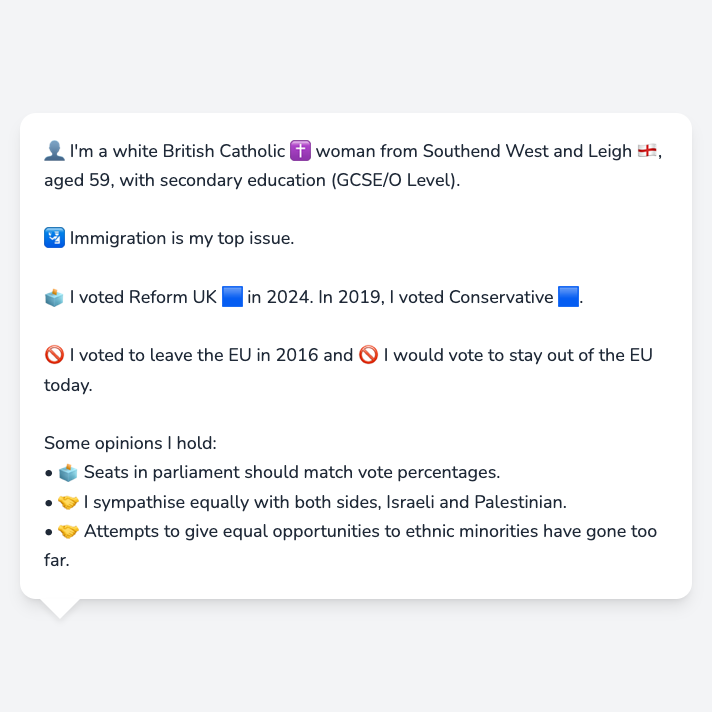 👤 I'm a white British Catholic ✝️ woman from Southend West and Leigh 🏴󠁧󠁢󠁥󠁮󠁧󠁿,
aged 59, with secondary education (GCSE/O Level).
🛂 Immigration is my top issue.
🗳️ I voted Reform UK 🟦 in 2024. In 2019, I voted Conservative 🟦.
🚫 I voted to leave the EU in 2016 and 🚫 I would vote to stay out of the EU
today.
Some opinions I hold:
• 🗳️ Seats in parliament should match vote percentages.
• 🤝 I sympathise equally with both sides, Israeli and Palestinian.
• 🤝 Attempts to give equal opportunities to ethnic minorities have gone too
far.